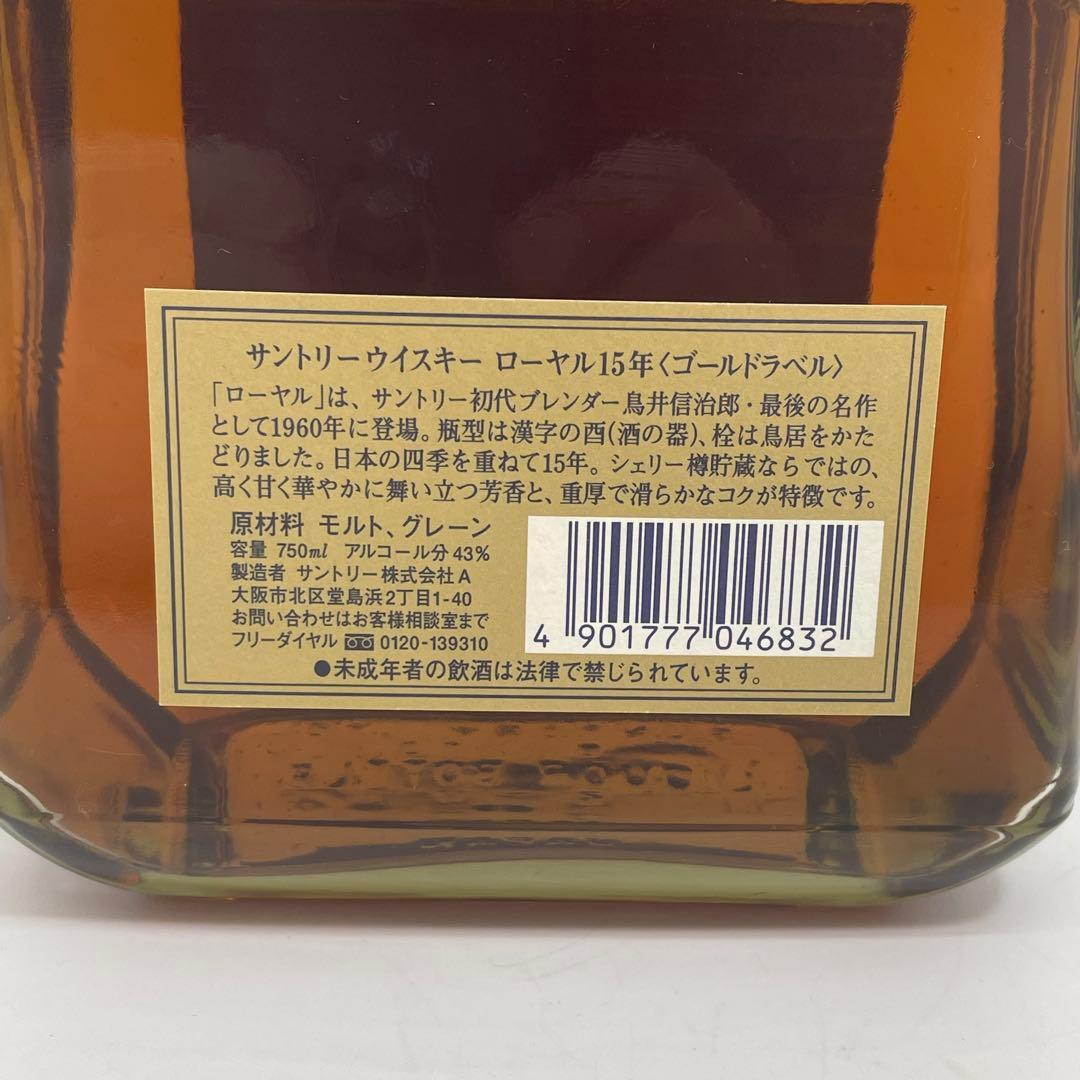 サントリーウイスキー ローヤル15年〈ゴールドラベル〉
「ローヤル」は、サントリー初代ブレンダー鳥井信治郎・最後の名作
として1960年に登場。瓶型は漢字の酉(酒の器)、栓は鳥居をかた
どりました。日本の四季を重ねて15年。シェリー樽貯蔵ならではの、
高く甘く華やかに舞い立つ芳香と、重厚で滑らかなコクが特徴です。
原材料 モルト、グレーン
容量 750ml アルコール分 43%
製造者 サントリー株式会社 A
大阪市北区堂島浜2丁目1-40
お問い合わせはお客様相談室まで
フリーダイヤル 0120-139310
4 901777 046832
●未成年者の飲酒は法律で禁じられています。